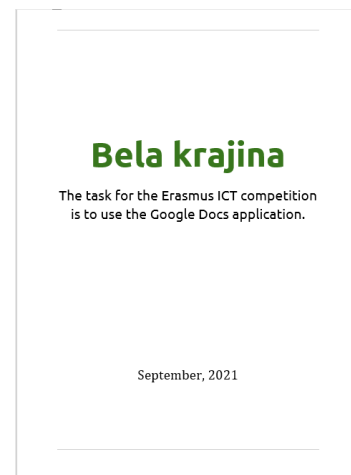 Bela krajina
The task for the Erasmus ICT competition
is to use the Google Docs application.
September, 2021